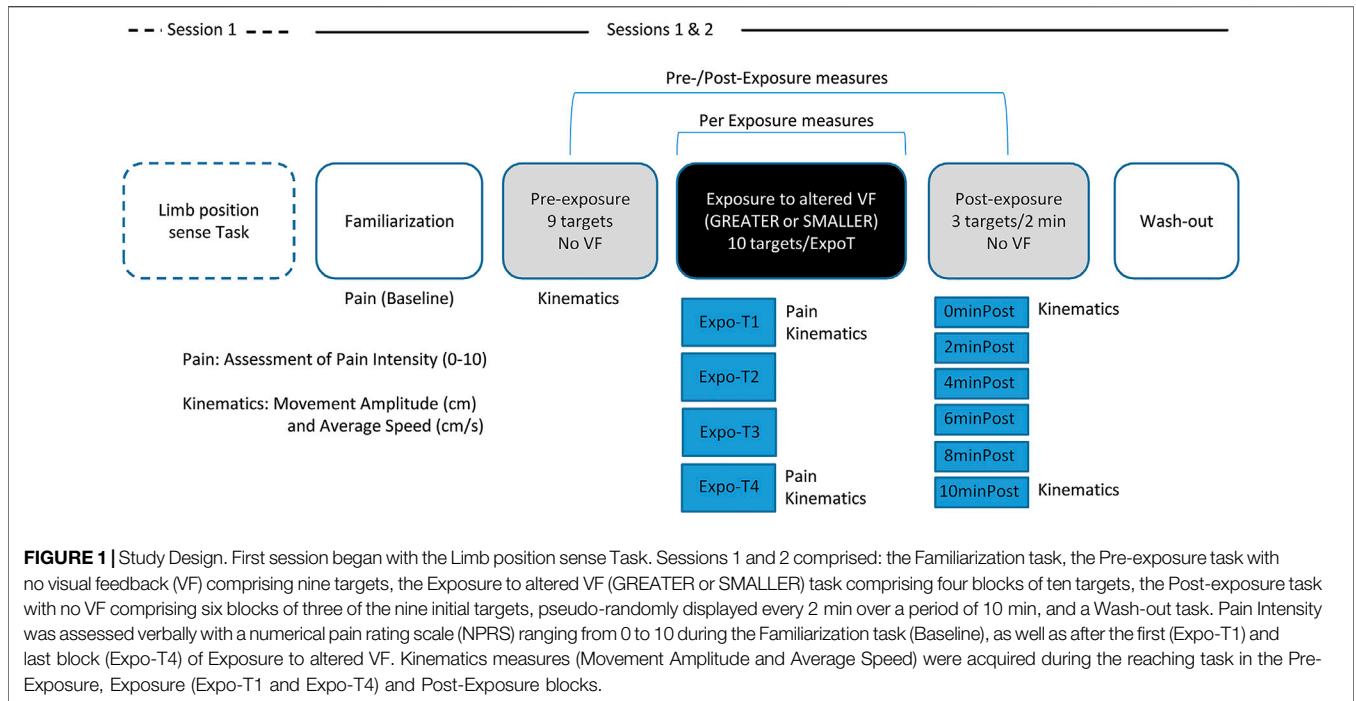 Session 1
Sessions 1 & 2
Pre-/Post-Exposure measures
Per Exposure measures
Limb position
sense Task
Familiarization
Pre-exposure
9 targets
No VF
Exposure to altered VF
(GREATER or SMALLER)
10 targets/ExpoT
Post-exposure
3 targets/2 min
No VF
Wash-out
Pain (Baseline)
Kinematics
Pain: Assessment of Pain Intensity (0-10)
Kinematics: Movement Amplitude (cm)
and Average Speed (cm/s)
Expo-T1
Pain
Kinematics
Expo-T2
Expo-T3
Expo-T4
Pain
Kinematics
0minPost
Kinematics
2minPost
4minPost
6minPost
8minPost
10minPost
Kinematics
FIGURE 1 | Study Design. First session began with the Limb position sense Task. Sessions 1 and 2 comprised: the Familiarization task, the Pre-exposure task with
no visual feedback (VF) comprising nine targets, the Exposure to altered VF (GREATER or SMALLER) task comprising four blocks of ten targets, the Post-exposure task
with no VF comprising six blocks of three of the nine initial targets, pseudo-randomly displayed every 2 min over a period of 10 min, and a Wash-out task. Pain Intensity
was assessed verbally with a numerical pain rating scale (NPRS) ranging from 0 to 10 during the Familiarization task (Baseline), as well as after the first (Expo-T1) and
last block (Expo-T4) of Exposure to altered VF. Kinematics measures (Movement Amplitude and Average Speed) were acquired during the reaching task in the Pre-
Exposure, Exposure (Expo-T1 and Expo-T4) and Post-Exposure blocks.